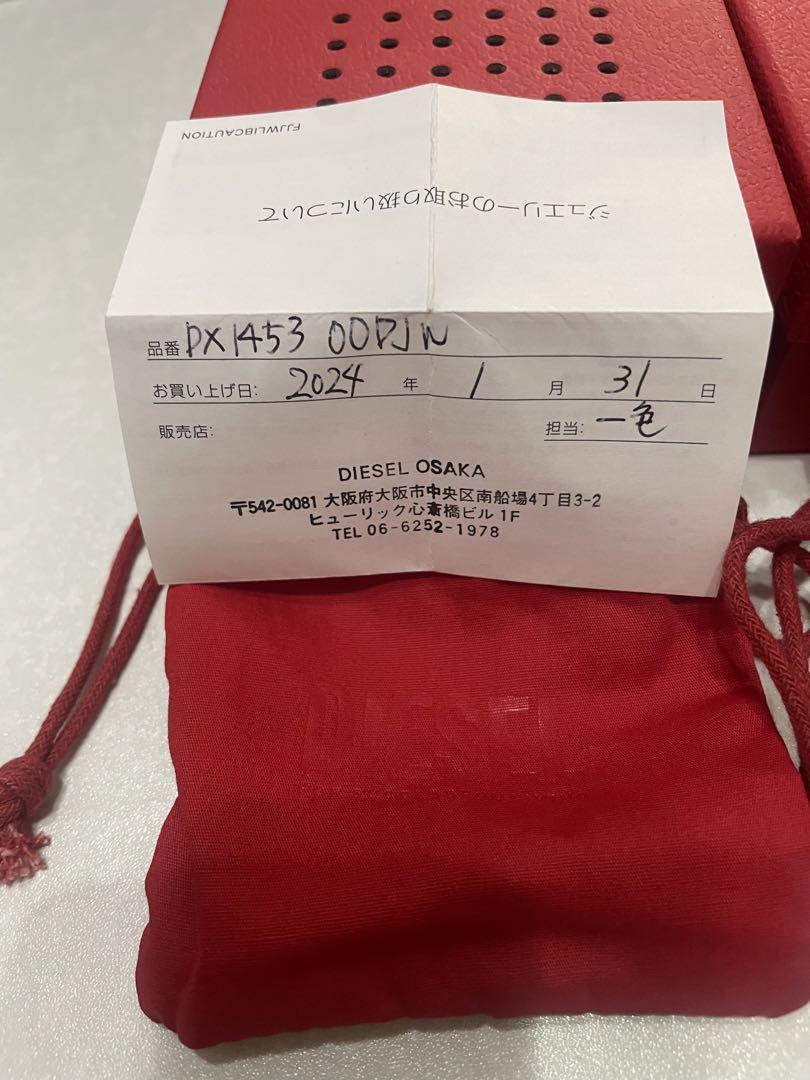 FJJWLIBCAUTION
ジュエリーのお取り扱いについて
品番 DX1453 00DJW
お買い上げ日: 2024 年 1 月 31 日
販売店: 担当: 一色
DIESEL OSAKA
〒542-0081 大阪府大阪市中央区南船場4丁目3-2
ヒューリック心斎橋ビル 1F
TEL 06-6252-1978
DIESEL